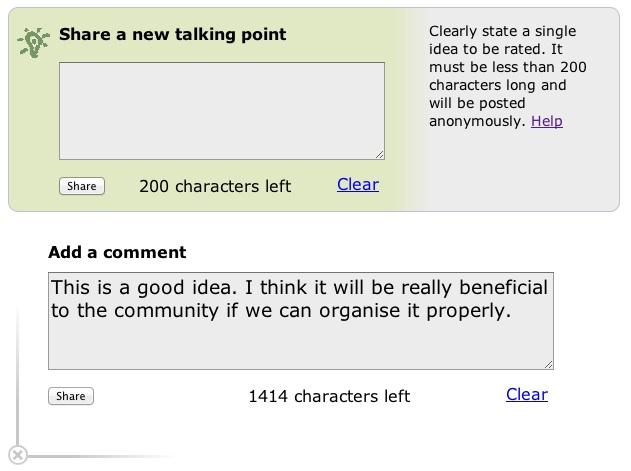 Share a new talking point
Clearly state a single
idea to be rated. It
must be less than 200
characters long and
will be posted
anonymously. Help
Share
200 characters left
Clear
Add a comment
This is a good idea. I think it will be really beneficial
to the community if we can organise it properly.
Share
1414 characters left
Clear